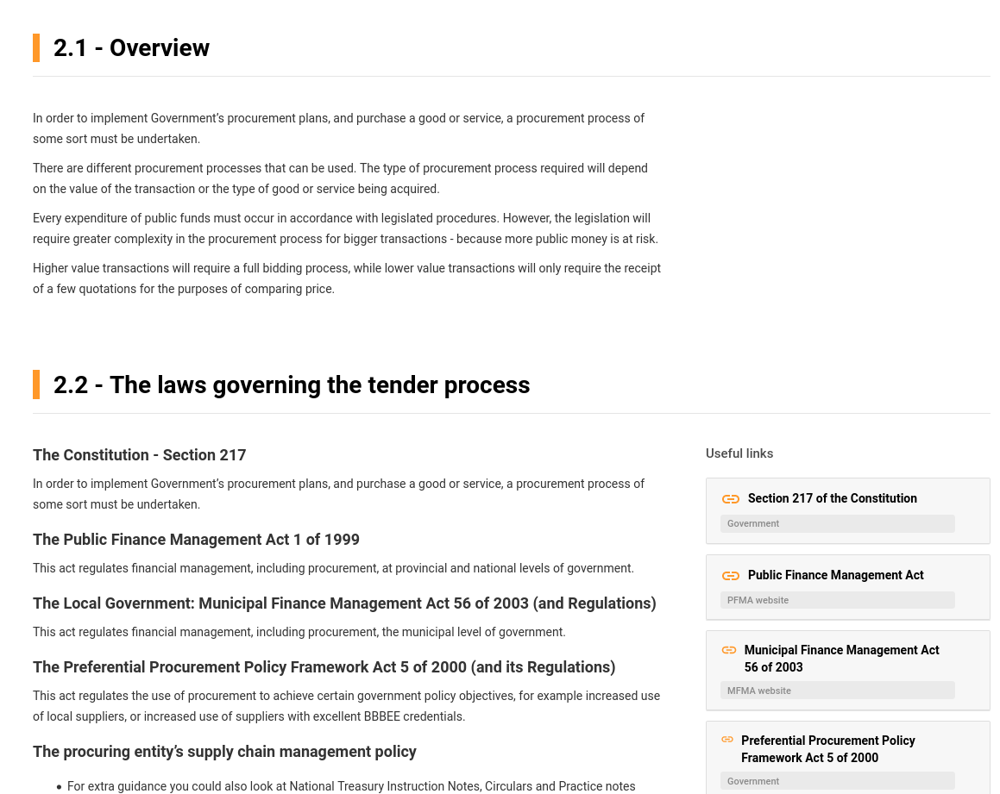 2.1 - Overview
In order to implement Government’s procurement plans, and purchase a good or service, a procurement process of
some sort must be undertaken.
There are different procurement processes that can be used. The type of procurement process required will depend
on the value of the transaction or the type of good or service being acquired.
Every expenditure of public funds must occur in accordance with legislated procedures. However, the legislation will
require greater complexity in the procurement process for bigger transactions - because more public money is at risk.
Higher value transactions will require a full bidding process, while lower value transactions will only require the receipt
of a few quotations for the purposes of comparing price.
2.2 - The laws governing the tender process
The Constitution - Section 217
In order to implement Government’s procurement plans, and purchase a good or service, a procurement process of
some sort must be undertaken.
The Public Finance Management Act 1 of 1999
This act regulates financial management, including procurement, at provincial and national levels of government.
The Local Government: Municipal Finance Management Act 56 of 2003 (and Regulations)
This act regulates financial management, including procurement, the municipal level of government.
The Preferential Procurement Policy Framework Act 5 of 2000 (and its Regulations)
This act regulates the use of procurement to achieve certain government policy objectives, for example increased use
of local suppliers, or increased use of suppliers with excellent BBBEE credentials.
The procuring entity’s supply chain management policy
• For extra guidance you could also look at National Treasury Instruction Notes, Circulars and Practice notes
Useful links
Section 217 of the Constitution
Government
Public Finance Management Act
PFMA website
Municipal Finance Management Act
56 of 2003
MFMA website
Preferential Procurement Policy
Framework Act 5 of 2000
Government